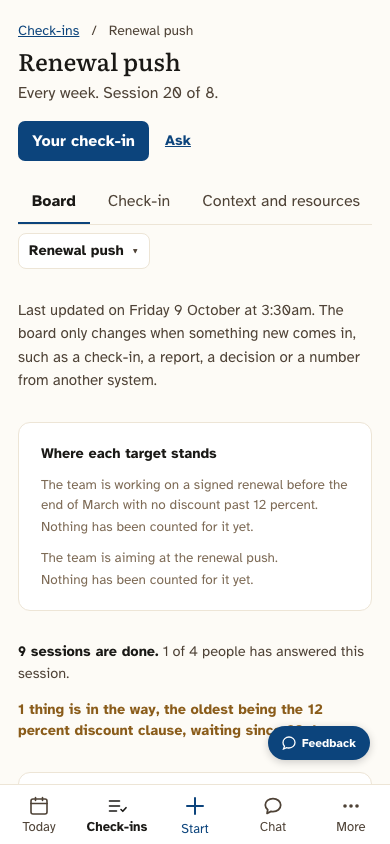 Check-ins / Renewal push
Renewal push
Every week. Session 20 of 8.
Your check-in
Ask
Board
Check-in
Context and resources
Renewal push ▾
Last updated on Friday 9 October at 3:30am. The
board only changes when something new comes in,
such as a check-in, a report, a decision or a number
from another system.
Where each target stands
The team is working on a signed renewal before the
end of March with no discount past 12 percent.
Nothing has been counted for it yet.
The team is aiming at the renewal push.
Nothing has been counted for it yet.
9 sessions are done. 1 of 4 people has answered this
session.
1 thing is in the way, the oldest being the 12
percent discount clause, waiting
Feedback
Today
Check-ins
Start
Chat
More